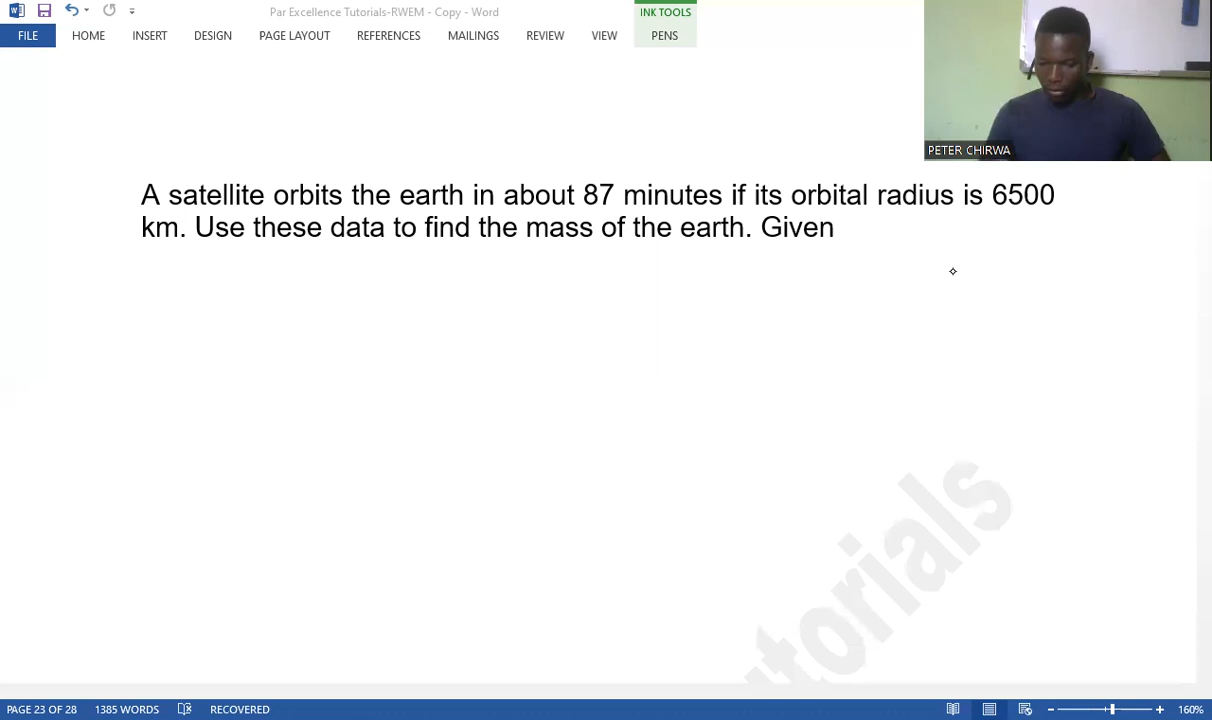 Par Excellence Tutorials-RWEM - Copy - Word
INK TOOLS
FILE HOME INSERT DESIGN PAGE LAYOUT REFERENCES MAILINGS REVIEW VIEW PENS
PETER CHIRWA
A satellite orbits the earth in about 87 minutes if its orbital radius is 6500
km. Use these data to find the mass of the earth. Given
utorials
PAGE 23 OF 28 1385 WORDS RECOVERED 160%